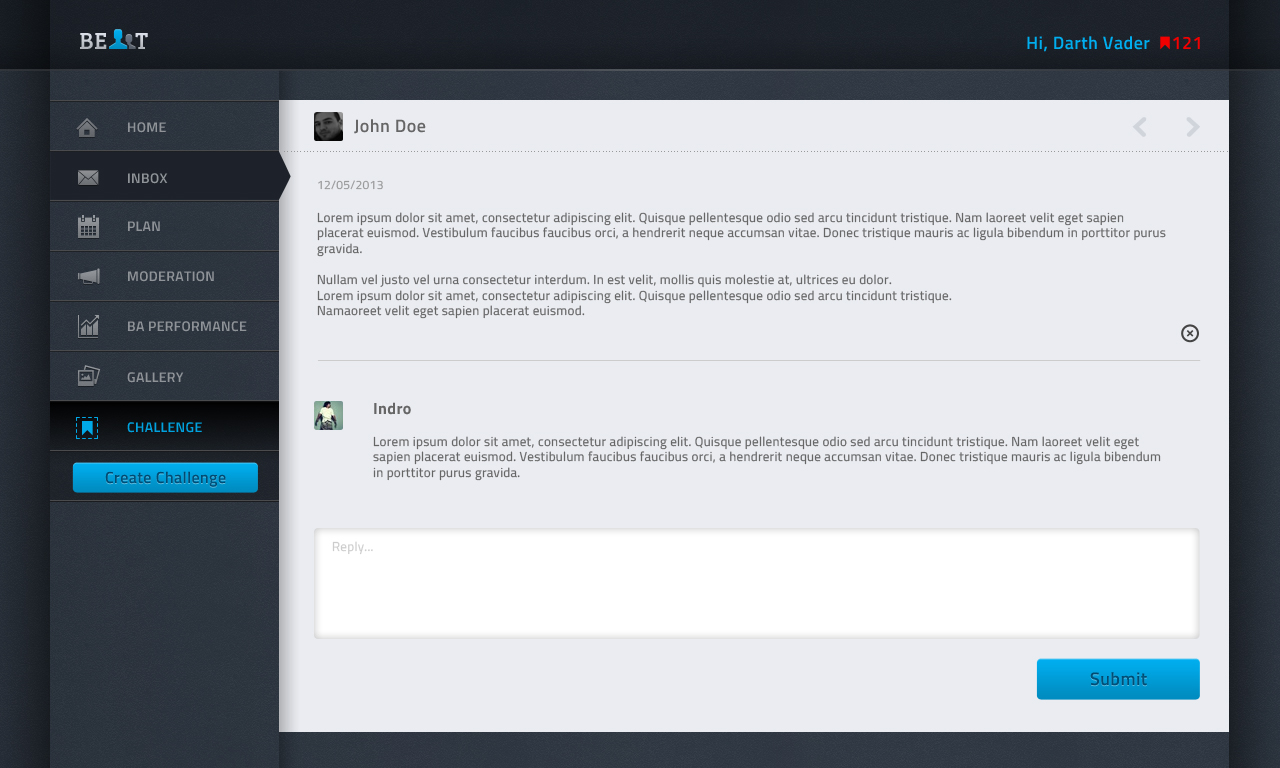 BE T
Hi, Darth Vader 121
HOME
INBOX
PLAN
MODERATION
BA PERFORMANCE
GALLERY
CHALLENGE
Create Challenge
John Doe
12/05/2013
Lorem ipsum dolor sit amet, consectetur adipiscing elit. Quisque pellentesque odio sed arcu tincidunt tristique. Nam laoreet velit eget sapien
placerat euismod. Vestibulum faucibus faucibus orci, a hendrerit neque accumsan vitae. Donec tristique mauris ac ligula bibendum in porttitor purus
gravida.
Nullam vel justo vel urna consectetur interdum. In est velit, mollis quis molestie at, ultrices eu dolor.
Lorem ipsum dolor sit amet, consectetur adipiscing elit. Quisque pellentesque odio sed arcu tincidunt tristique.
Namaoreet velit eget sapien placerat euismod.
Indro
Lorem ipsum dolor sit amet, consectetur adipiscing elit. Quisque pellentesque odio sed arcu tincidunt tristique. Nam laoreet velit eget
sapien placerat euismod. Vestibulum faucibus faucibus orci, a hendrerit neque accumsan vitae. Donec tristique mauris ac ligula bibendum
in porttitor purus gravida.
Reply...
Submit